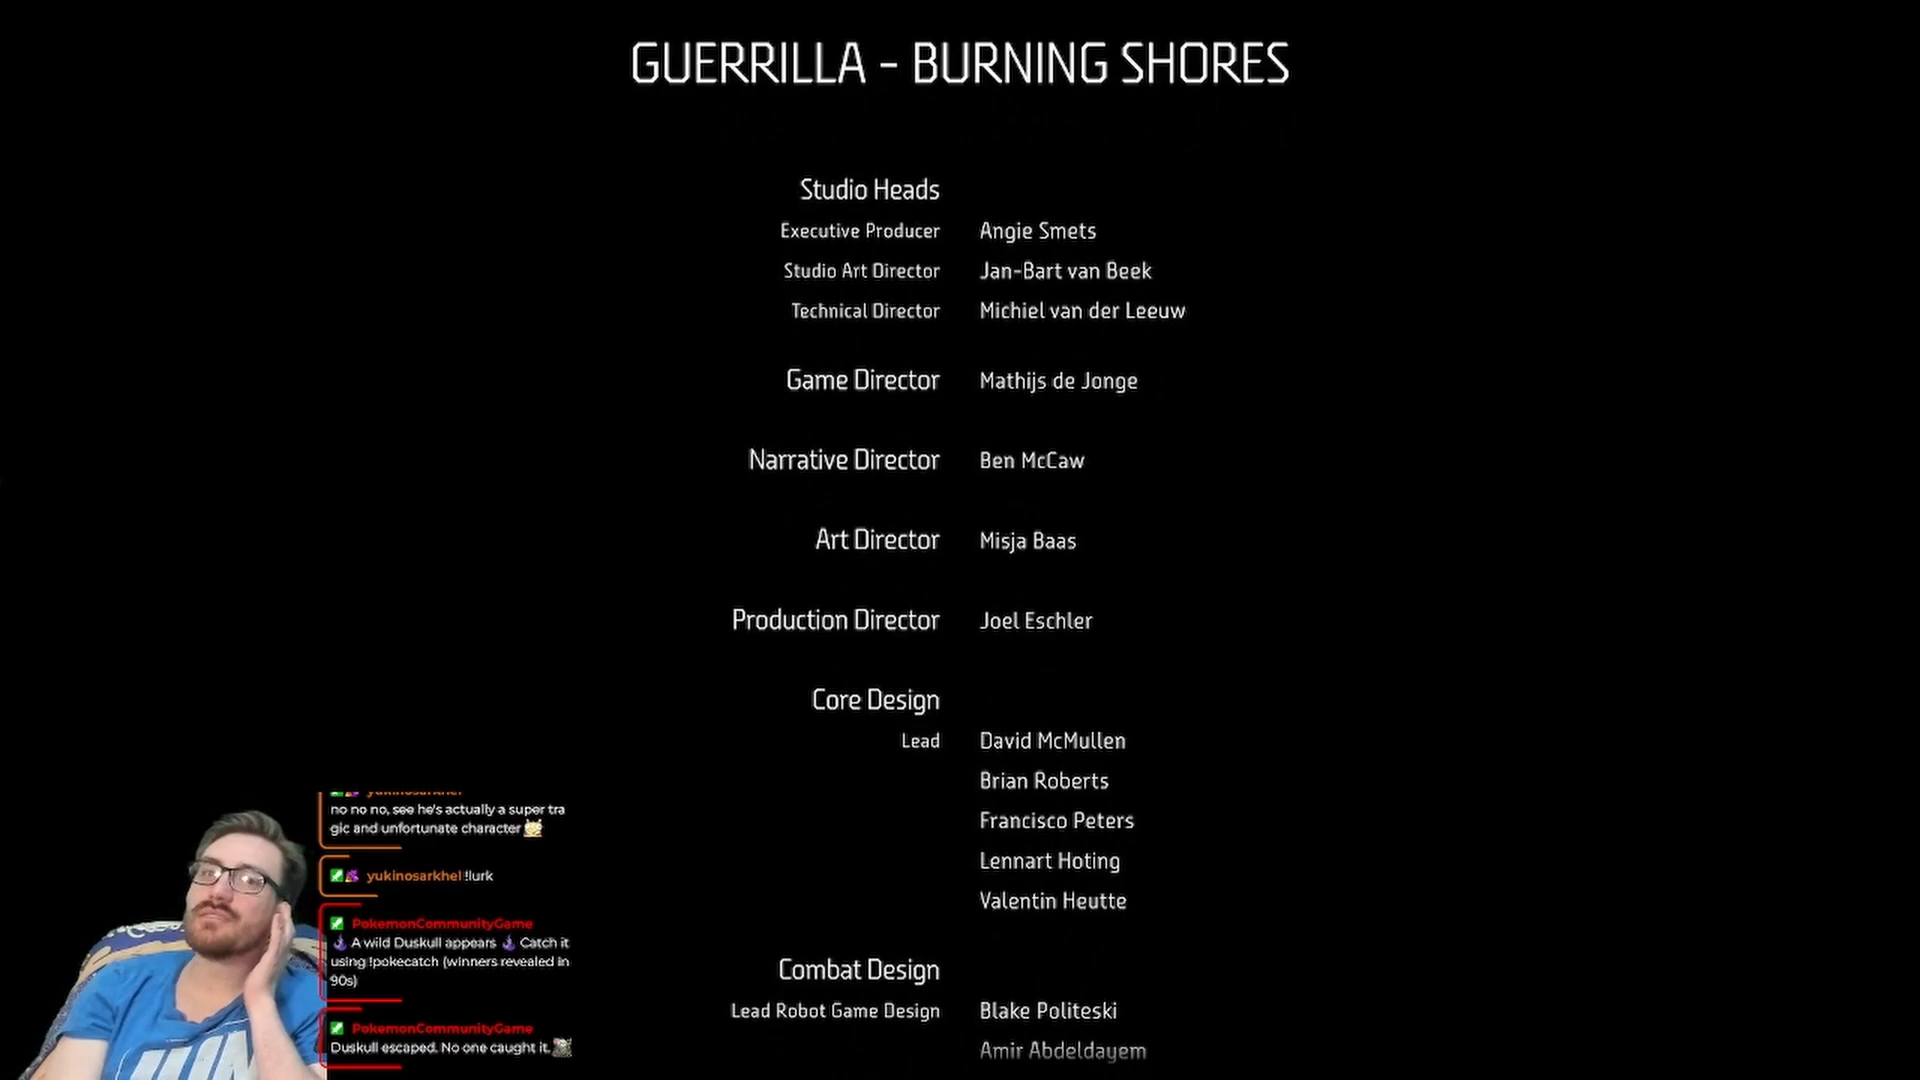 GUERRILLA - BURNING SHORES
Studio Heads
Executive Producer Angie Smets
Studio Art Director Jan-Bart van Beek
Technical Director Michiel van der Leeuw
Game Director Mathijs de Jonge
Narrative Director Ben McCaw
Art Director Misja Baas
Production Director Joel Eschler
Core Design
Lead David McMullen
Brian Roberts
Francisco Peters
Lennart Hoting
Valentin Heutte
Combat Design
Lead Robot Game Design Blake Politeski
Amir Abdeldayem
yukinosarkhel
no no no, see he's actually a super tra
gic and unfortunate character
yukinosarkhel !lurk
PokemonCommunityGame
A wild Duskull appears Catch it
using !pokecatch (winners revealed in
90s)
PokemonCommunityGame
Duskull escaped. No one caught it.